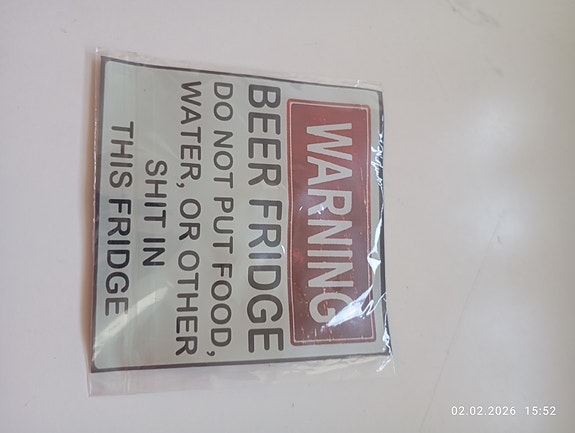 WARNING
BEER FRIDGE
DO NOT PUT FOOD,
WATER, OR OTHER
SHIT IN
THIS FRIDGE
02.02.2026 15:52